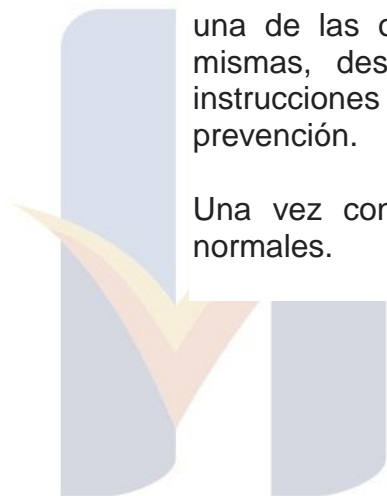 una de las
mismas, des
instrucciones
prevención.
Una vez con
normales.